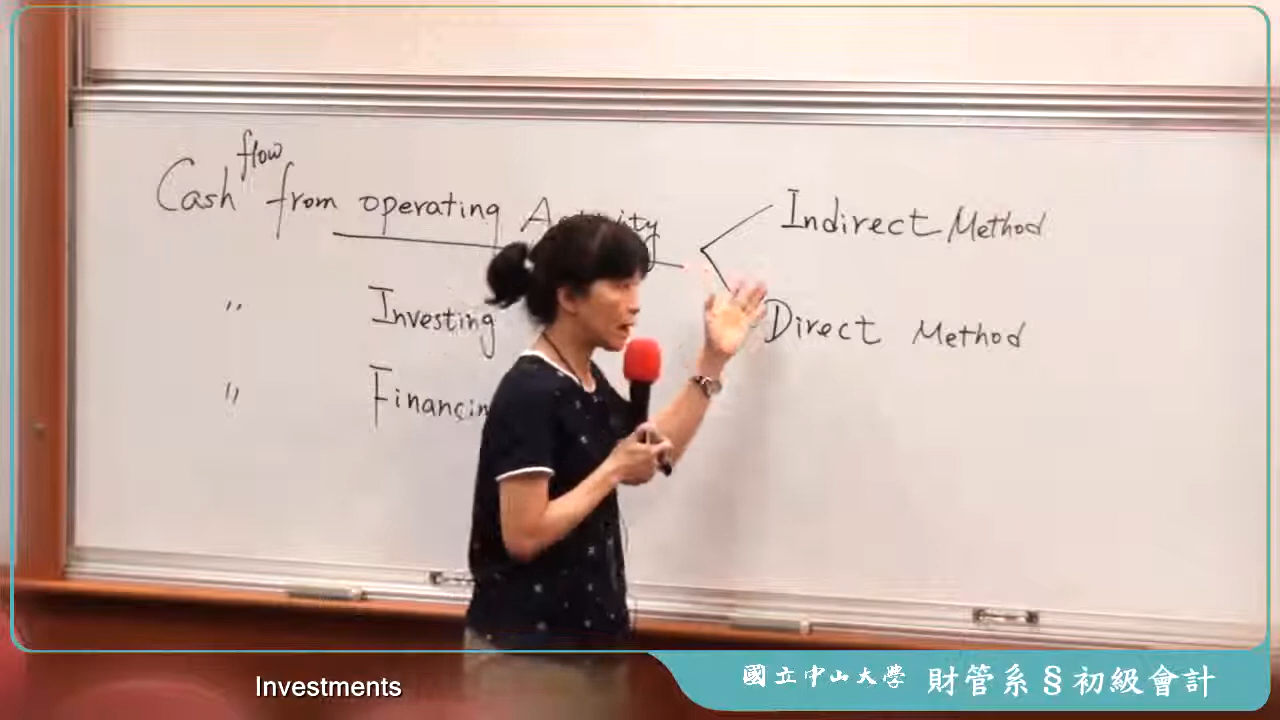 Cash flow from operating Activity
Indirect Method
Direct Method
" Investing
" Financing
Investments
國立中山大學 財管系§初級會計